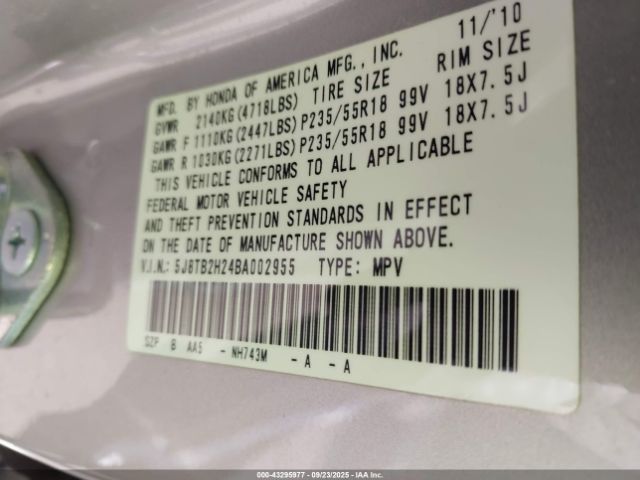 11/'10
MFD. BY HONDA OF AMERICA MFG., INC.
GVWR 2140KG(4718LBS) TIRE SIZE RIM SIZE
GAWR F 1110KG(2447LBS) P235/55R18 99V 18X7.5J
GAWR R 1030KG(2271LBS) P235/55R18 99V 18X7.5J
THIS VEHICLE CONFORMS TO ALL APPLICABLE
FEDERAL MOTOR VEHICLE SAFETY
AND THEFT PREVENTION STANDARDS IN EFFECT
ON THE DATE OF MANUFACTURE SHOWN ABOVE.
V.I.N.: 5J8TB2H24BA002955 TYPE: MPV
SZP B AA5 - NH743M - A - A
000-43295977 - 09/23/2025 - IAA Inc.